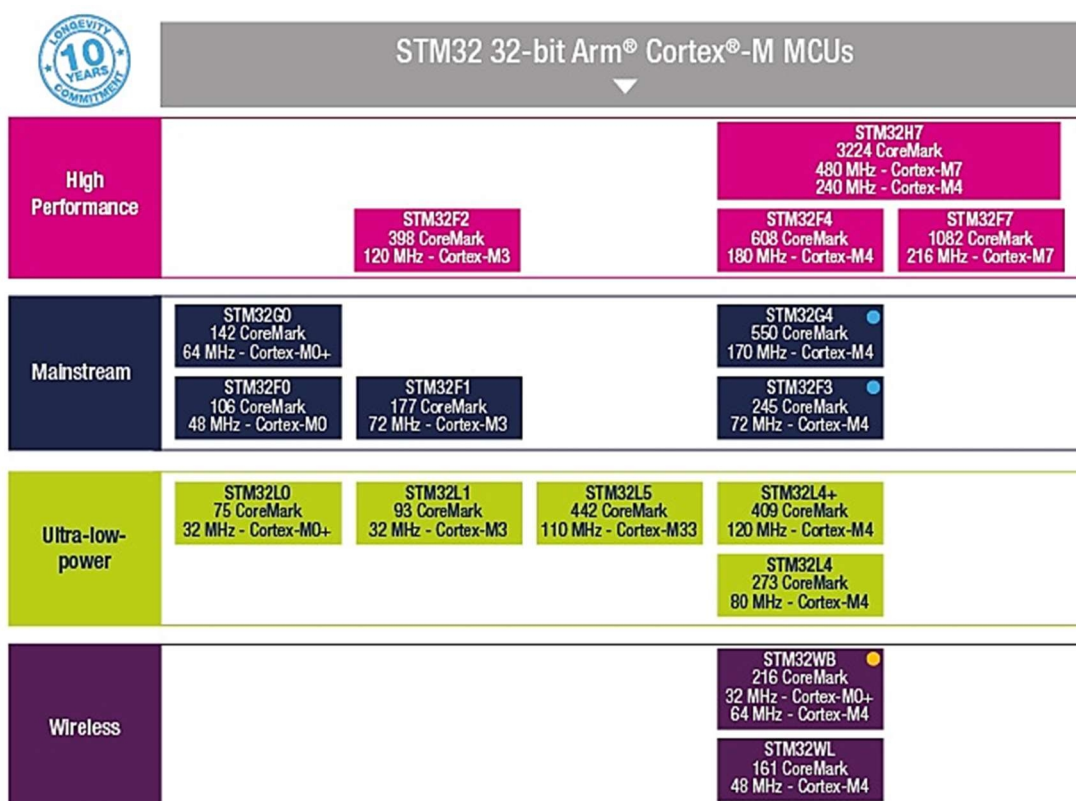 LONGEVITY
10
YEARS
COMMITMENT
STM32 32-bit Arm® Cortex®-M MCUs
High
Performance
STM32H7
3224 CoreMark
480 MHz - Cortex-M7
240 MHz - Cortex-M4
STM32F2
398 CoreMark
120 MHz - Cortex-M3
STM32F4
608 CoreMark
180 MHz - Cortex-M4
STM32F7
1082 CoreMark
216 MHz - Cortex-M7
Mainstream
STM32G0
142 CoreMark
64 MHz - Cortex-M0+
STM32G4
550 CoreMark
170 MHz - Cortex-M4
STM32F0
106 CoreMark
48 MHz - Cortex-M0
STM32F1
177 CoreMark
72 MHz - Cortex-M3
STM32F3
245 CoreMark
72 MHz - Cortex-M4
Ultra-low-
power
STM32L0
75 CoreMark
32 MHz - Cortex-M0+
STM32L1
93 CoreMark
32 MHz - Cortex-M3
STM32L5
442 CoreMark
110 MHz - Cortex-M33
STM32L4+
409 CoreMark
120 MHz - Cortex-M4
STM32L4
273 CoreMark
80 MHz - Cortex-M4
Wireless
STM32WB
216 CoreMark
32 MHz - Cortex-M0+
64 MHz - Cortex-M4
STM32WL
161 CoreMark
48 MHz - Cortex-M4